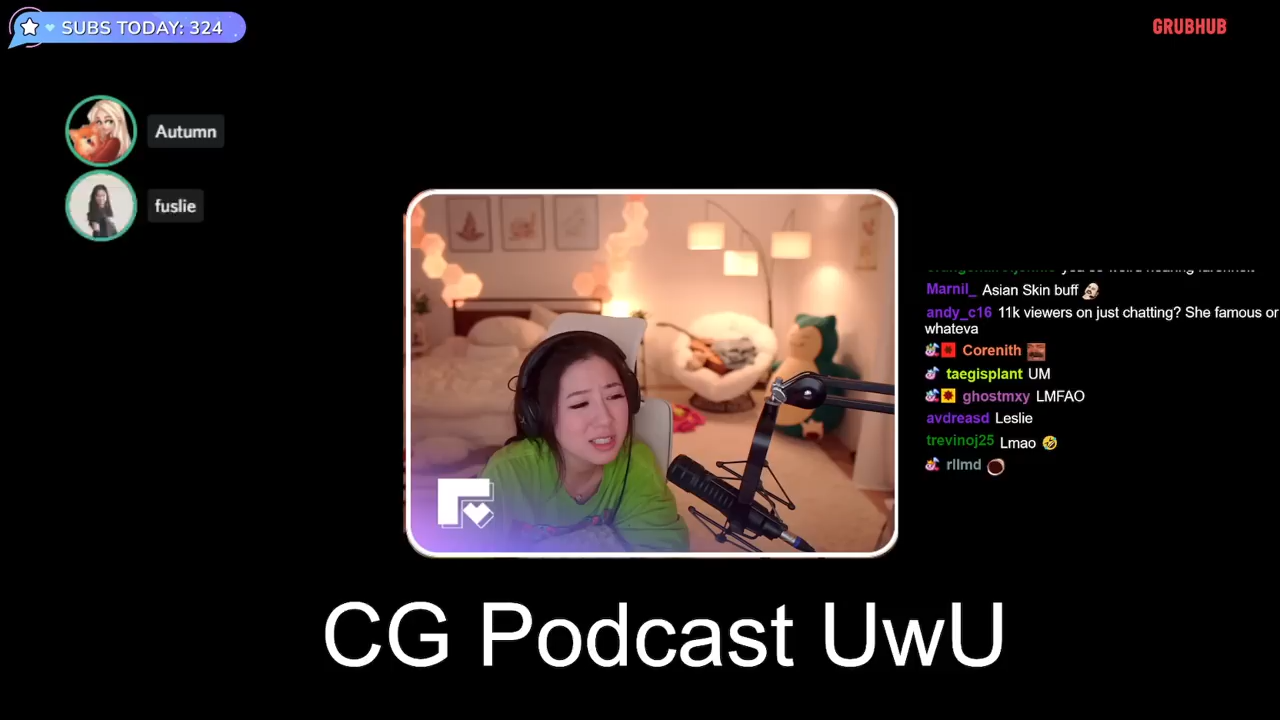 SUBS TODAY: 324
GRUBHUB
Autumn
fuslie
Marnil_ Asian Skin buff
andy_c16 11k viewers on just chatting? She famous or
whateva
Corenith
taegisplant UM
ghostmxy LMFAO
avdreasd Leslie
trevinoj25 Lmao 🤣
rllmd
CG Podcast UwU